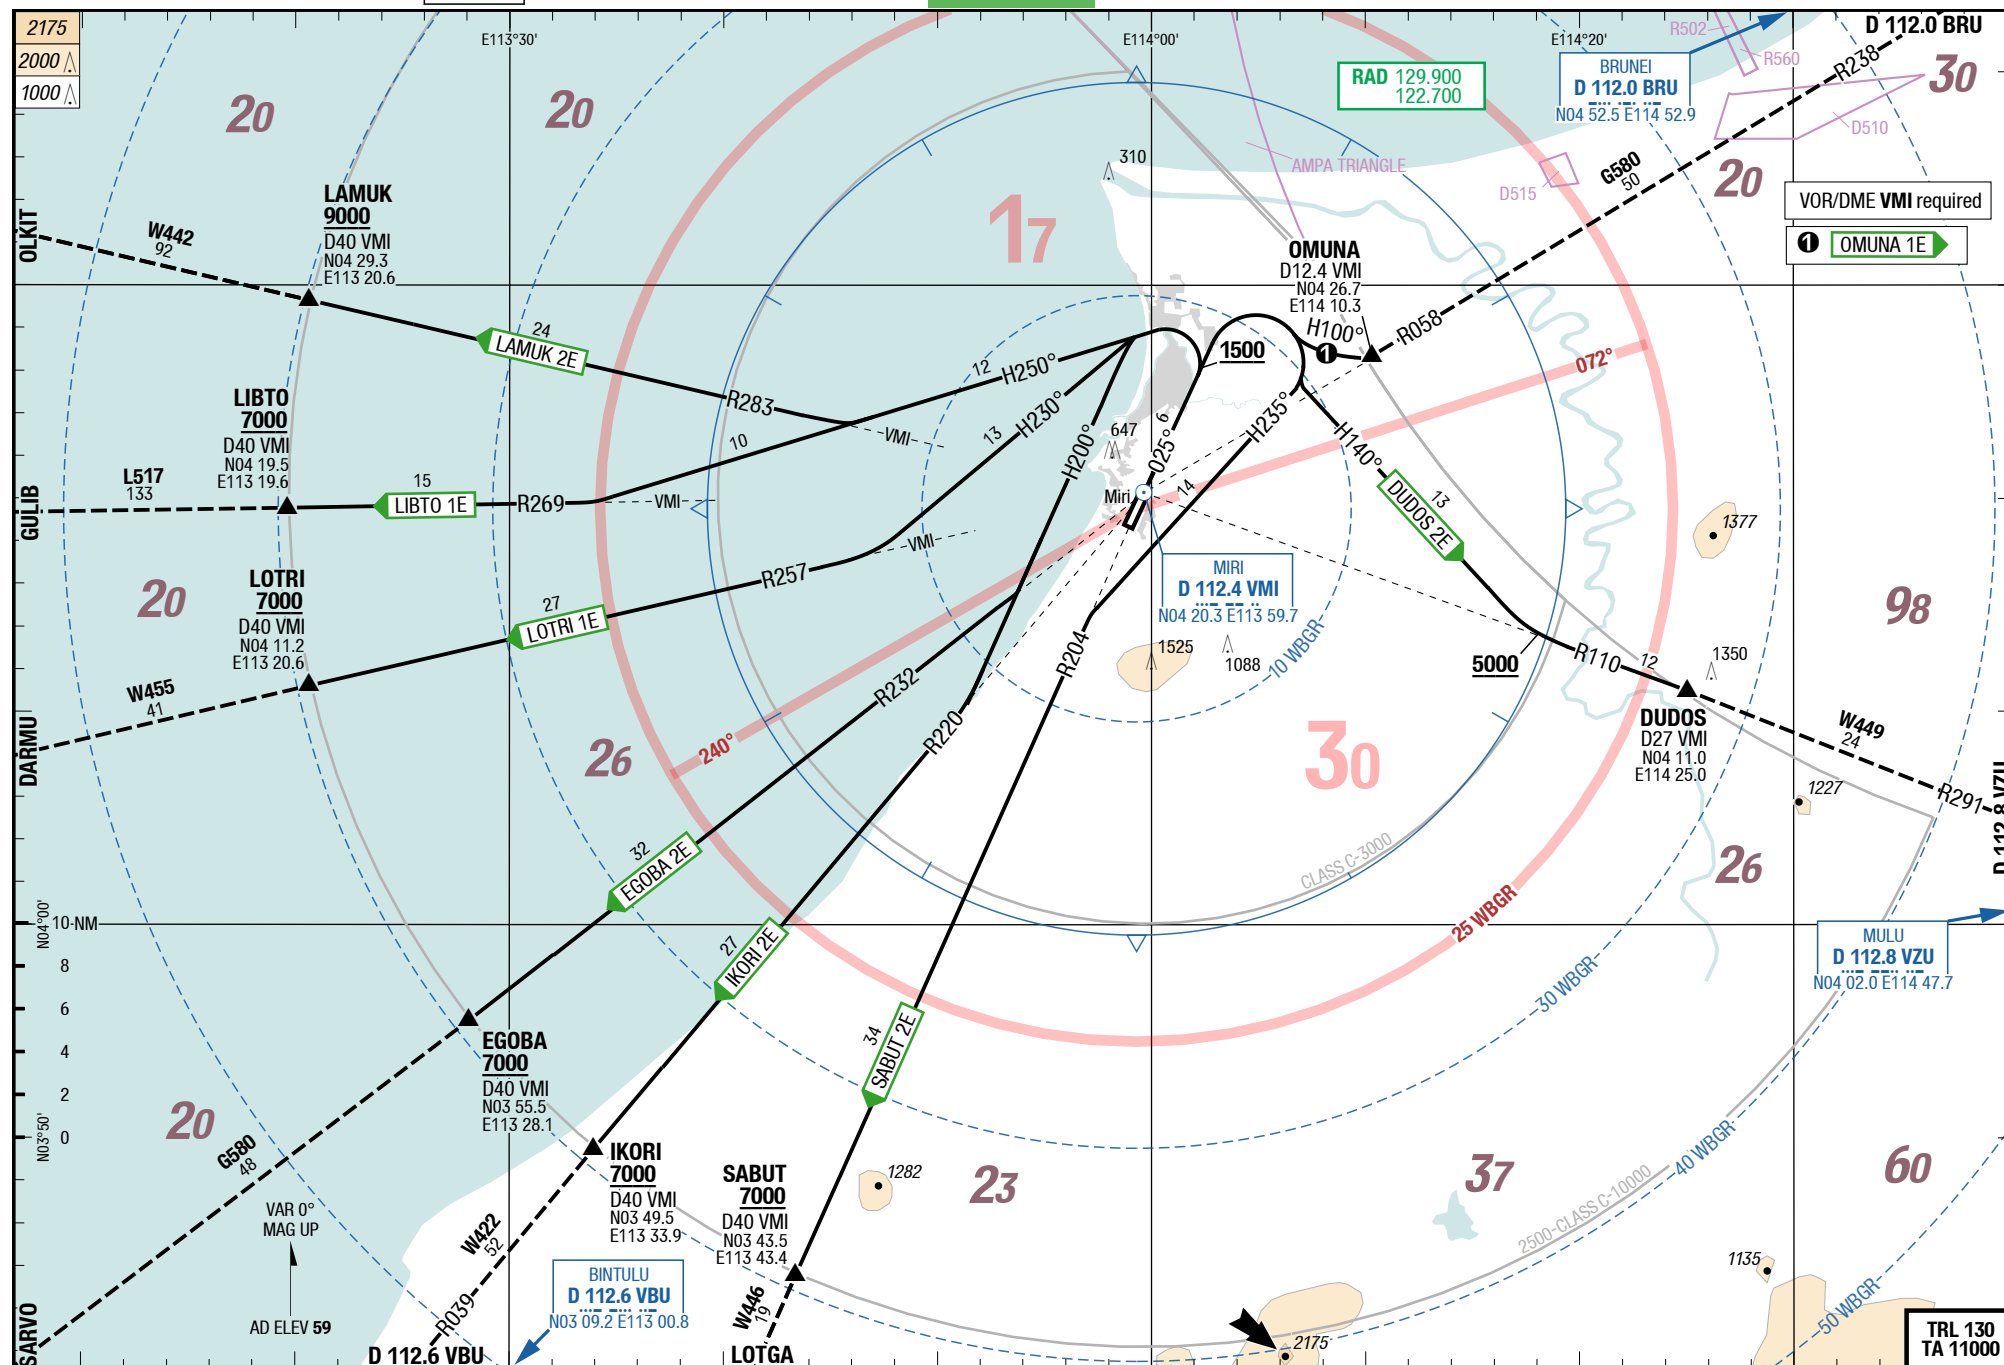 2175
2000
1000
E113°30'
E114°00'
E114°20'
RAD 129.900
122.700
BRUNEI
D 112.0 BRU
N04 52.5 E114 52.9
D 112.0 BRU
R502
R560
R238
30
D510
D515
AMPA TRIANGLE
G580
50
20
VOR/DME VMI required
1 OMUNA 1E
20
20
17
310
OLKIT
W442
92
LAMUK
9000
D40 VMI
N04 29.3
E113 20.6
24
LAMUK 2E
R283
VMI
12
H250°
OMUNA
D12.4 VMI
N04 26.7
E114 10.3
H100°
1
R058
1500
072°
LIBTO
7000
D40 VMI
N04 19.5
E113 19.6
GULIB
L517
133
15
LIBTO 1E
R269
VMI
10
13
H230°
H200°
647
6
025°
H235°
H140°
13
DUDOS 2E
14
Miri
1377
LOTRI
7000
D40 VMI
N04 11.2
E113 20.6
20
27
LOTRI 1E
R257
VMI
MIRI
D 112.4 VMI
N04 20.3 E113 59.7
10 WBGR
1525
1088
R204
98
DARMU
W455
41
26
240°
R232
R220
5000
R110
12
1350
DUDOS
D27 VMI
N04 11.0
E114 25.0
W449
24
R291
D 112.8 VZU
30
1227
26
CLASS C-3000
25 WBGR
32
EGOBA 2E
27
IKORI 2E
34
SABUT 2E
MULU
D 112.8 VZU
N04 02.0 E114 47.7
30 WBGR
N04°00'
10-NM
8
6
4
2
0
N03°50'
EGOBA
7000
D40 VMI
N03 55.5
E113 28.1
20
G580
48
IKORI
7000
D40 VMI
N03 49.5
E113 33.9
SABUT
7000
D40 VMI
N03 43.5
E113 43.4
1282
23
37
60
40 WBGR
2500-CLASS C-10000
VAR 0°
MAG UP
AD ELEV 59
W422
52
R039
D 112.6 VBU
BINTULU
D 112.6 VBU
N03 09.2 E113 00.8
W446
19
LOTGA
SARVO
2175
1135
50 WBGR
TRL 130
TA 11000